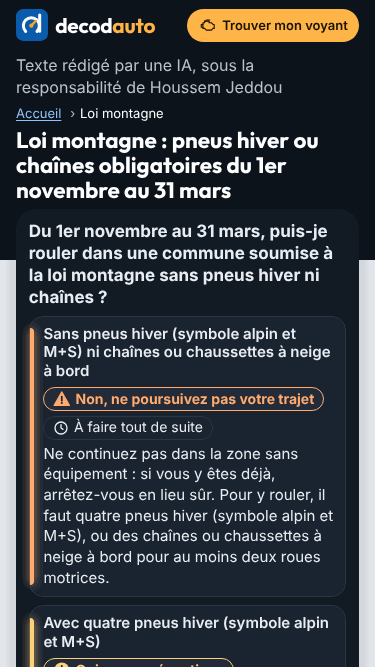 decodauto
Trouver mon voyant
Texte rédigé par une IA, sous la
responsabilité de Houssem Jeddou
Accueil › Loi montagne
Loi montagne : pneus hiver ou
chaînes obligatoires du 1er
novembre au 31 mars
Du 1er novembre au 31 mars, puis-je
rouler dans une commune soumise à
la loi montagne sans pneus hiver ni
chaînes ?
Sans pneus hiver (symbole alpin et
M+S) ni chaînes ou chaussettes à neige
à bord
Non, ne poursuivez pas votre trajet
À faire tout de suite
Ne continuez pas dans la zone sans
équipement : si vous y êtes déjà,
arrêtez-vous en lieu sûr. Pour y rouler, il
faut quatre pneus hiver (symbole alpin et
M+S), ou des chaînes ou chaussettes à
neige à bord pour au moins deux roues
motrices.
Avec quatre pneus hiver (symbole alpin
et M+S)